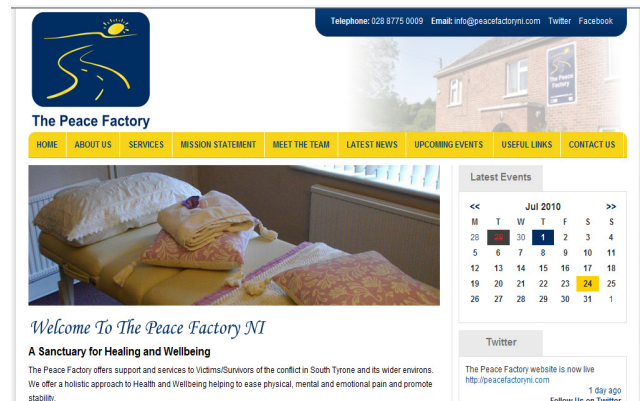 Telephone: 028 8775 0009 Email: info@peacefactoryni.com Twitter Facebook
The Peace Factory
The Peace Factory
HOME ABOUT US SERVICES MISSION STATEMENT MEET THE TEAM LATEST NEWS UPCOMING EVENTS USEFUL LINKS CONTACT US
Latest Events
<< Jul 2010 >>
M T W T F S S
28 29 30 1 2 3 4
5 6 7 8 9 10 11
12 13 14 15 16 17 18
19 20 21 22 23 24 25
26 27 28 29 30 31 1
Welcome To The Peace Factory NI
A Sanctuary for Healing and Wellbeing
The Peace Factory offers support and services to Victims/Survivors of the conflict in South Tyrone and its wider environs.
We offer a holistic approach to Health and Wellbeing helping to ease physical, mental and emotional pain and promote
stability.
Twitter
The Peace Factory website is now live
http://peacefactoryni.com
1 day ago
Follow Us on Twitter